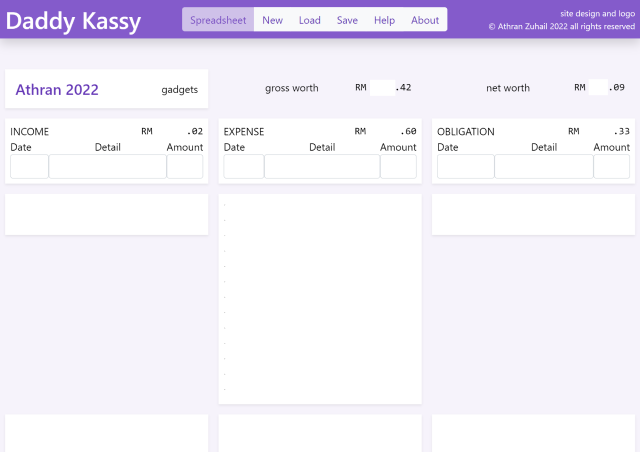 Daddy Kassy
Spreadsheet New Load Save Help About
site design and logo
© Athran Zuhail 2022 all rights reserved
Athran 2022 gadgets
gross worth RM .42
net worth RM .09
INCOME RM .02
Date Detail Amount
EXPENSE RM .60
Date Detail Amount
OBLIGATION RM .33
Date Detail Amount